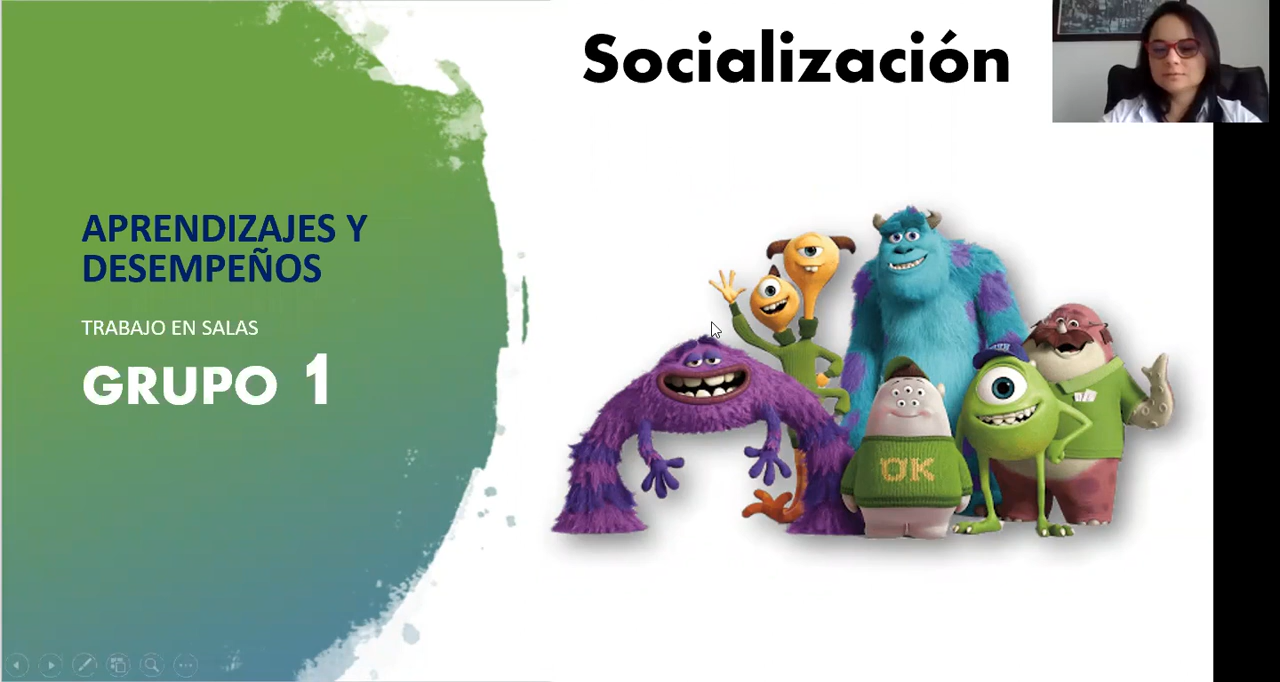 Socialización
APRENDIZAJES Y
DESEMPEÑOS
TRABAJO EN SALAS
GRUPO 1
OK